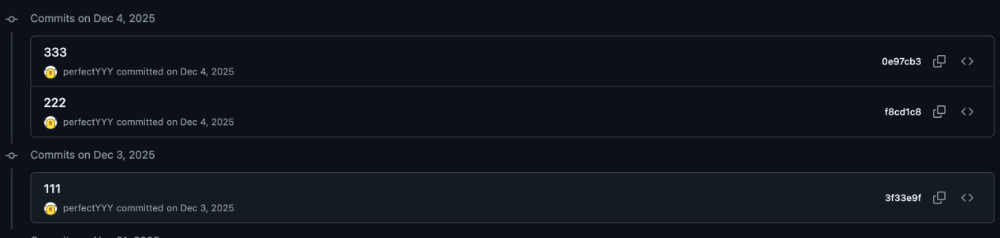 Commits on Dec 4, 2025
333
perfectYYY committed on Dec 4, 2025
0e97cb3
222
perfectYYY committed on Dec 4, 2025
f8cd1c8
Commits on Dec 3, 2025
111
perfectYYY committed on Dec 3, 2025
3f33e9f